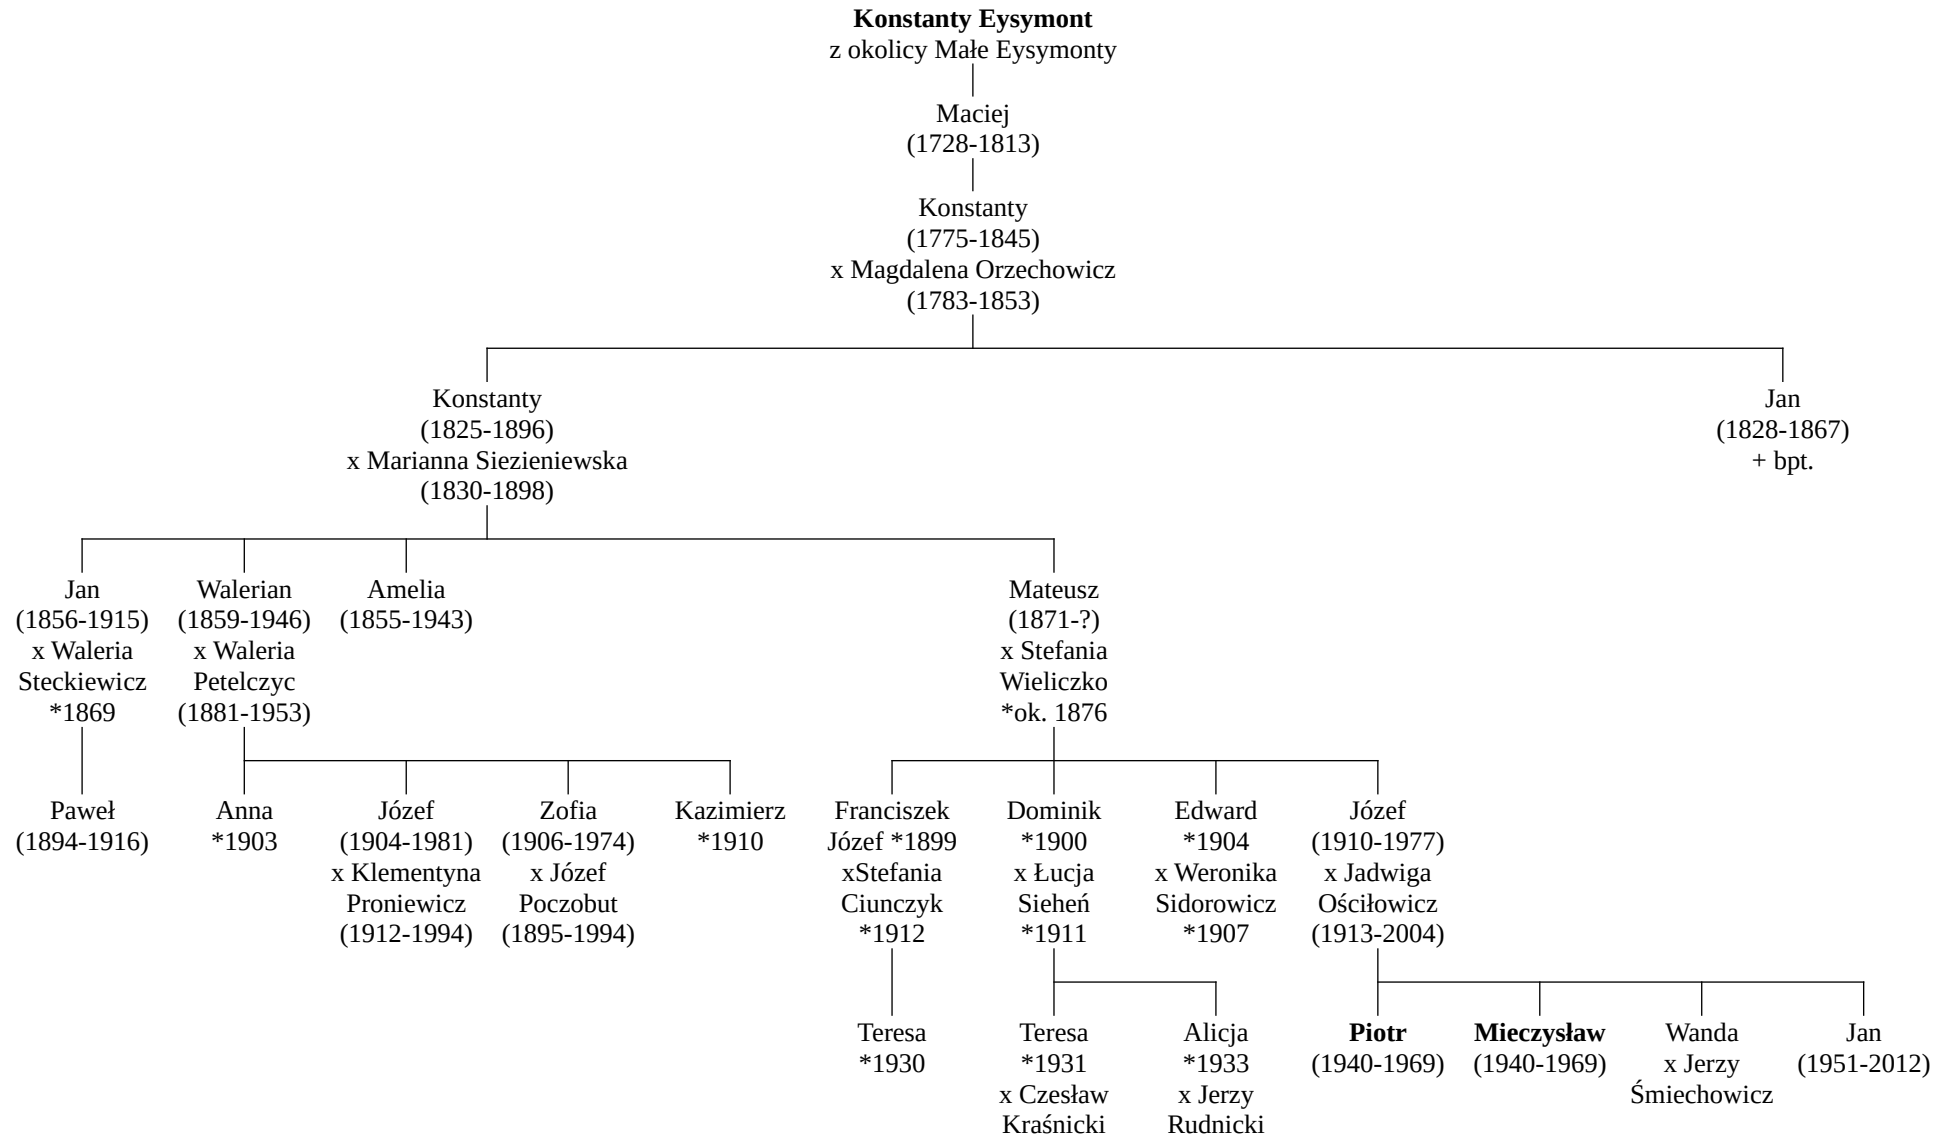 Konstanty Eysymont
z okolicy Małe Eysymonty
Maciej
(1728-1813)
Konstanty
(1775-1845)
x Magdalena Orzechowicz
(1783-1853)
Konstanty
(1825-1896)
x Marianna Siezieniewska
(1830-1898)
Jan
(1828-1867)
+ bpt.
Jan
(1856-1915)
x Waleria
Steckiewicz
*1869
Walerian
(1859-1946)
x Waleria
Petelczyc
(1881-1953)
Amelia
(1855-1943)
Mateusz
(1871-?)
x Stefania
Wieliczko
*ok. 1876
Paweł
(1894-1916)
Anna
*1903
Józef
(1904-1981)
x Klementyna
Proniewicz
(1912-1994)
Zofia
(1906-1974)
x Józef
Poczobut
(1895-1994)
Kazimierz
*1910
Franciszek
Józef *1899
xStefania
Ciunczyk
*1912
Dominik
*1900
x Łucja
Sieheń
*1911
Edward
*1904
x Weronika
Sidorowicz
*1907
Józef
(1910-1977)
x Jadwiga
Ościłowicz
(1913-2004)
Teresa
*1930
Teresa
*1931
x Czesław
Kraśnicki
Alicja
*1933
x Jerzy
Rudnicki
Piotr
(1940-1969)
Mieczysław
(1940-1969)
Wanda
x Jerzy
Śmiechowicz
Jan
(1951-2012)